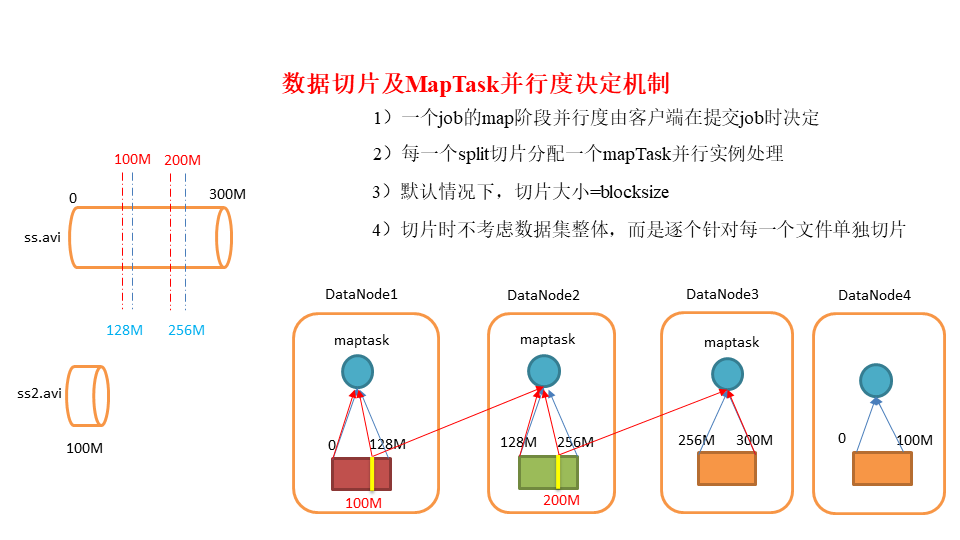 数据切片及MapTask并行度决定机制
1）一个job的map阶段并行度由客户端在提交job时决定
2）每一个split切片分配一个mapTask并行实例处理
3）默认情况下，切片大小=blocksize
4）切片时不考虑数据集整体，而是逐个针对每一个文件单独切片
100M 200M
0 300M
ss.avi
128M 256M
ss2.avi
100M
DataNode1 DataNode2 DataNode3 DataNode4
maptask maptask maptask
0 128M 128M 256M 256M 300M 0 100M
100M 200M